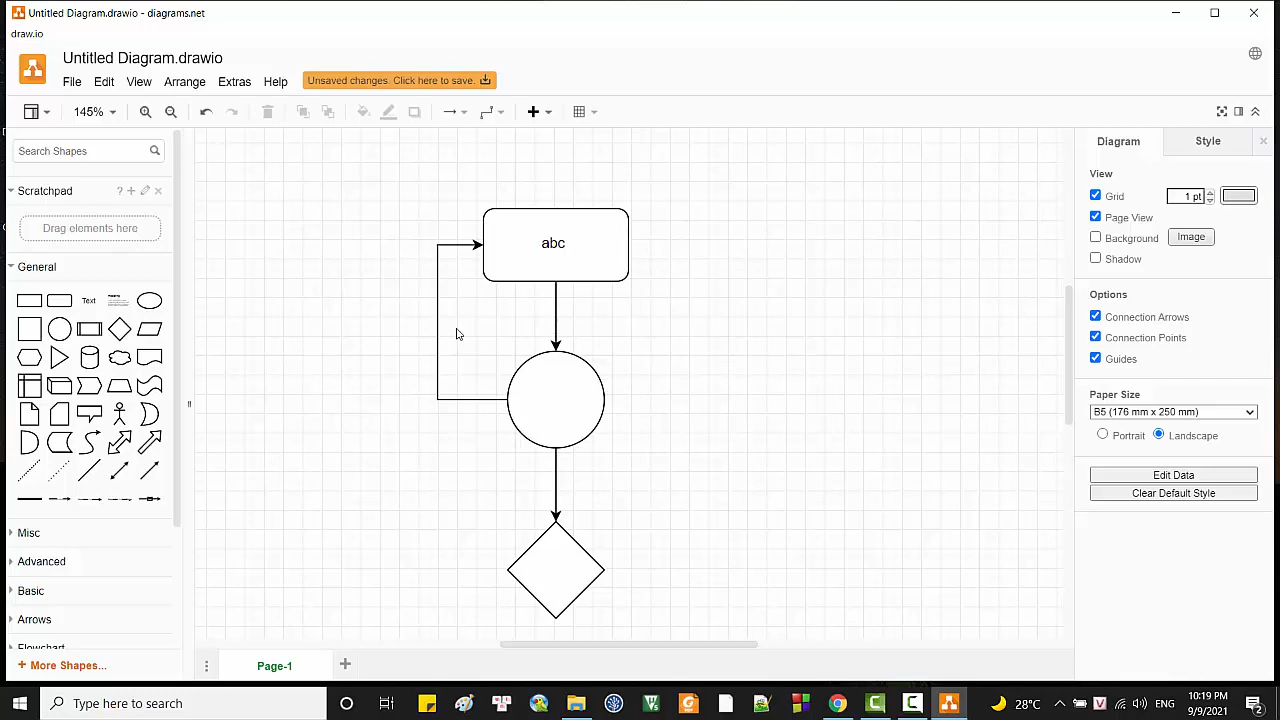 Untitled Diagram.drawio - diagrams.net
draw.io
Untitled Diagram.drawio
File Edit View Arrange Extras Help Unsaved changes. Click here to save.
145%
Search Shapes
Scratchpad
?
Drag elements here
General
Text
Misc
Advanced
Basic
Arrows
Flowchart
+ More Shapes...
abc
Page-1
Diagram Style
View
Grid 1 pt
Page View
Background Image
Shadow
Options
Connection Arrows
Connection Points
Guides
Paper Size
B5 (176 mm x 250 mm)
Portrait Landscape
Edit Data
Clear Default Style
Type here to search
28°C
V
ENG
10:19 PM
9/9/2021
2